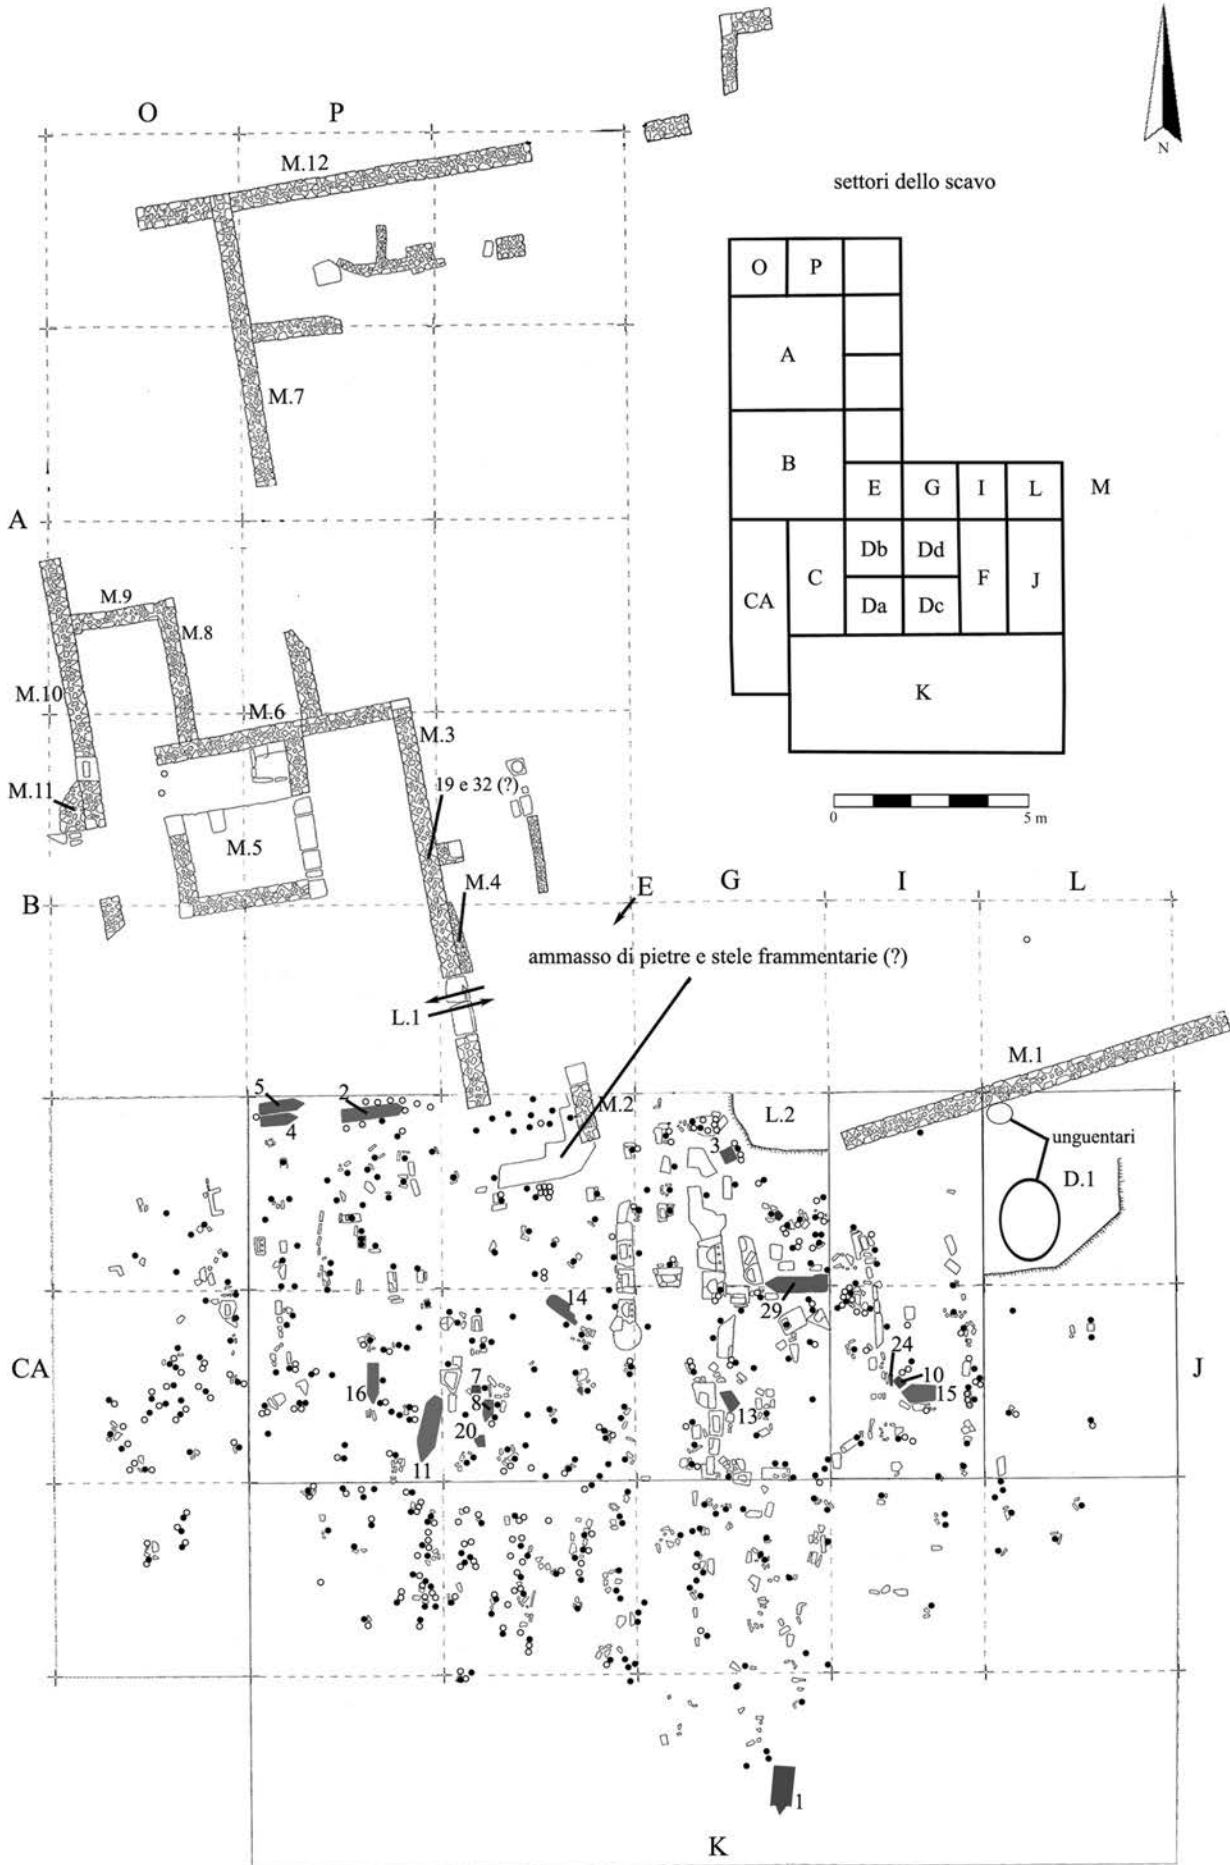 O
P
N
settori dello scavo
M.12
O
P
A
B
E
G
I
L
M
Db
Dd
CA
C
F
J
Da
Dc
K
M.7
A
M.9
M.8
M.10
M.6
M.3
M.11
19 e 32 (?)
0
5 m
M.5
M.4
B
E
G
I
L
ammasso di pietre e stele frammentarie (?)
L.1
M.1
5
2
4
M.2
L.2
3
unguentari
D.1
14
29
CA
24
J
7
10
16
8
15
13
20
11
1
K